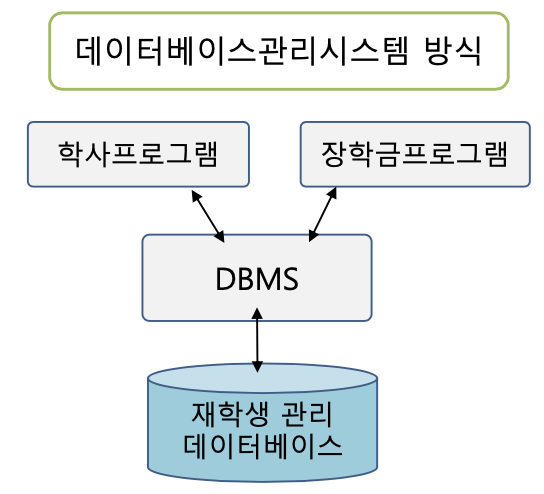 데이터베이스관리시스템 방식
학사프로그램
장학금프로그램
DBMS
재학생 관리
데이터베이스